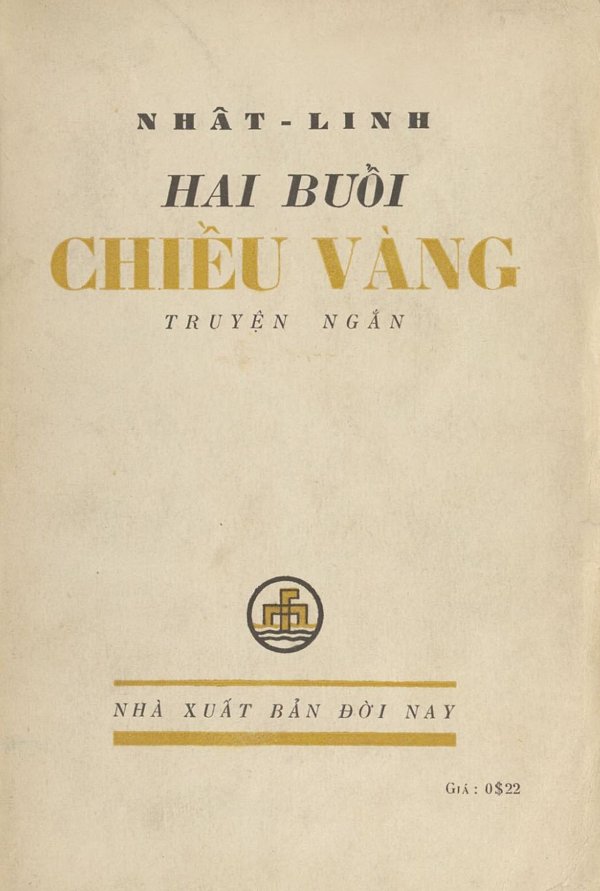 NHÂT - LINH
HAI BUỔI
CHIỀU VÀNG
TRUYỆN NGẮN
NHÀ XUẤT BẢN ĐỜI NAY
GIÁ : 0$22